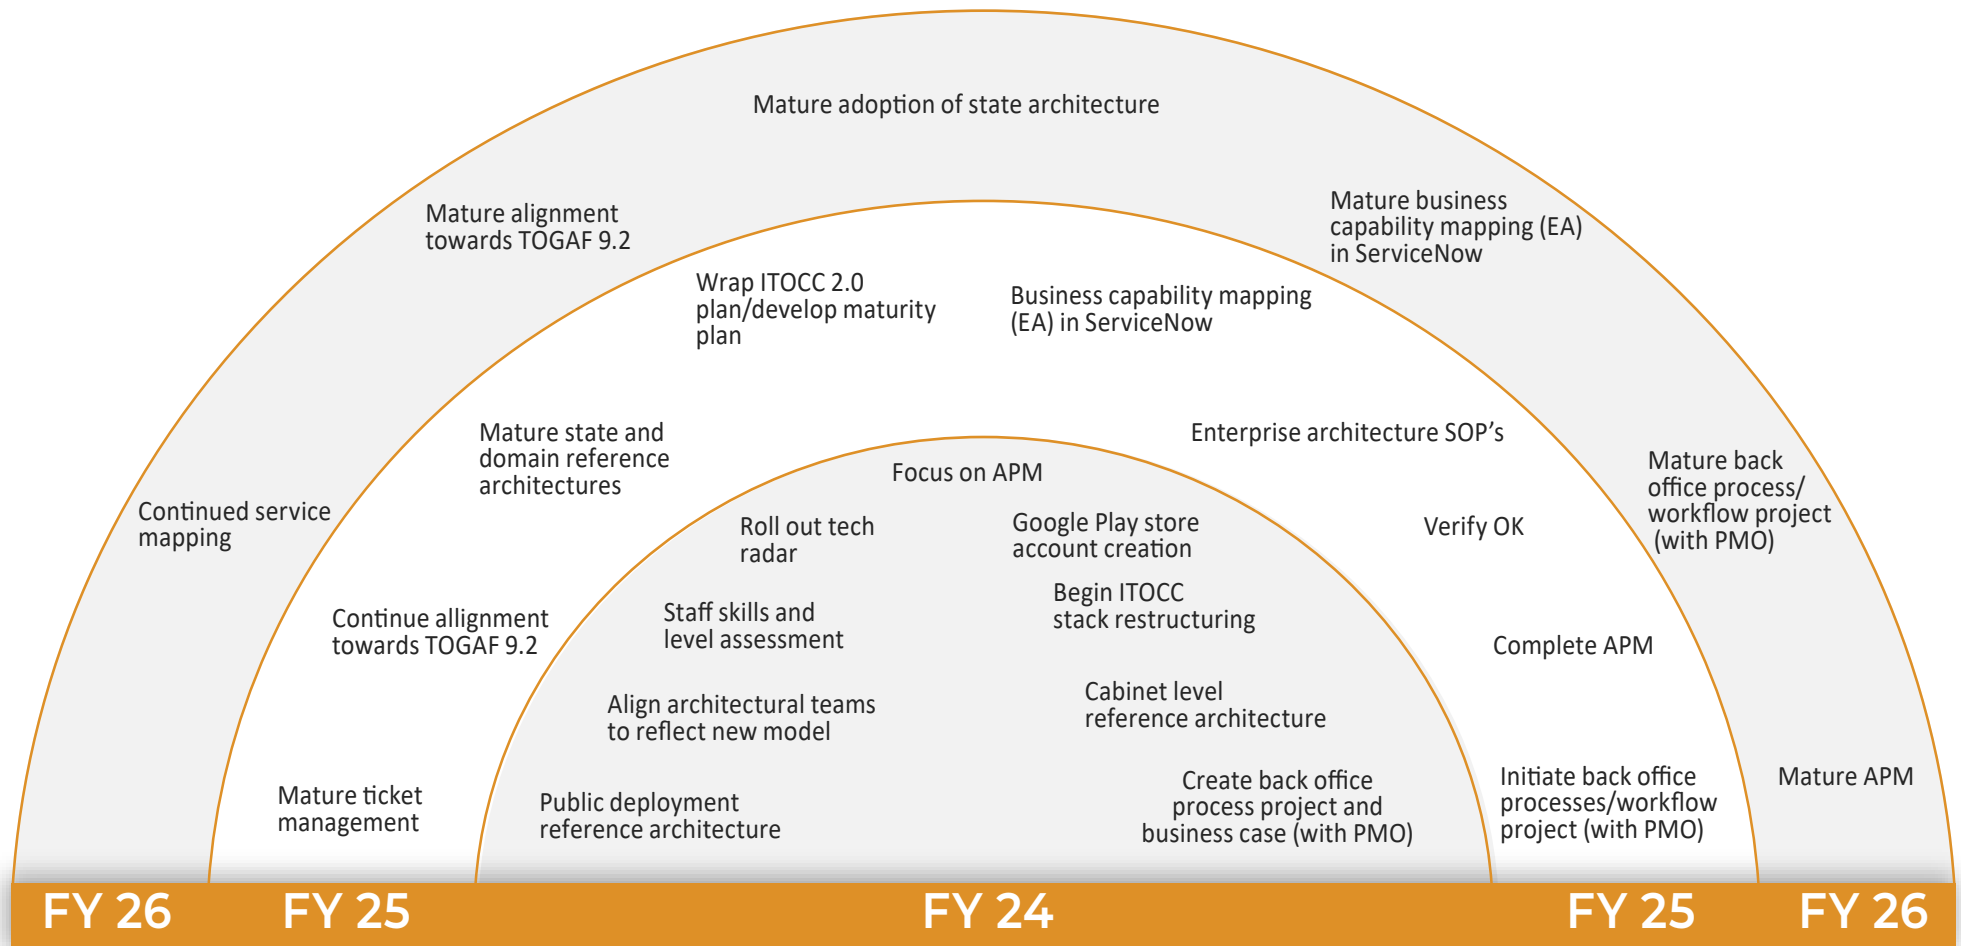 Mature adoption of state architecture
Mature alignment
towards TOGAF 9.2
Mature business
capability mapping (EA)
in ServiceNow
Continued service
mapping
Mature back
office process/
workflow project
(with PMO)
Mature APM
Wrap ITOCC 2.0
plan/develop maturity
plan
Business capability mapping
(EA) in ServiceNow
Mature state and
domain reference
architectures
Enterprise architecture SOP's
Verify OK
Continue allignment
towards TOGAF 9.2
Complete APM
Mature ticket
management
Initiate back office
processes/workflow
project (with PMO)
Focus on APM
Roll out tech
radar
Google Play store
account creation
Staff skills and
level assessment
Begin ITOCC
stack restructuring
Align architectural teams
to reflect new model
Cabinet level
reference architecture
Public deployment
reference architecture
Create back office
process project and
business case (with PMO)
FY 26
FY 25
FY 24
FY 25
FY 26